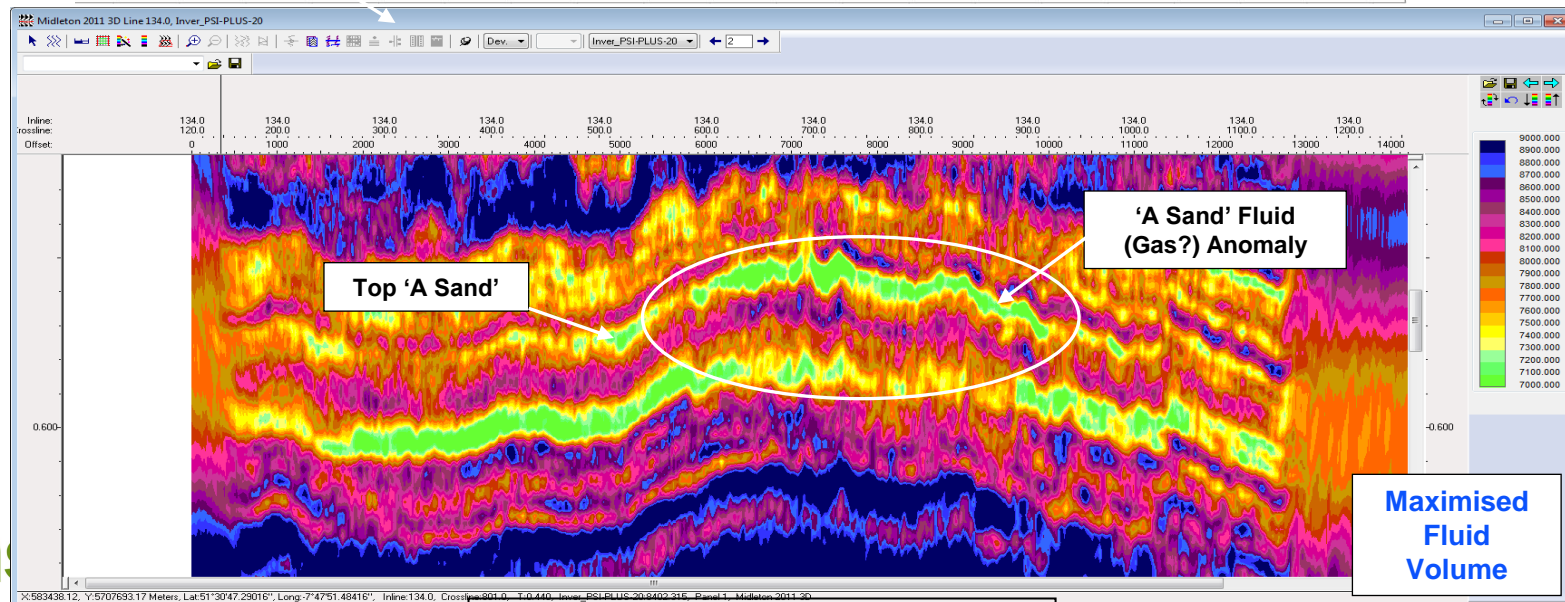 Midleton 2011 3D Line 134.0, Inver_PSI-PLUS-20
Dev.
Inver_PSI-PLUS-20
2
Inline: 134.0 134.0 134.0 134.0 134.0 134.0 134.0 134.0 134.0 134.0 134.0 134.0
Crossline: 120.0 200.0 300.0 400.0 500.0 600.0 700.0 800.0 900.0 1000.0 1100.0 1200.0
Offset: 0 1000 2000 3000 4000 5000 6000 7000 8000 9000 10000 11000 12000 13000 14000
9000.000
8900.000
8800.000
8700.000
8600.000
8500.000
8400.000
8300.000
8200.000
8100.000
8000.000
7900.000
7800.000
7700.000
7600.000
7500.000
7400.000
7300.000
7200.000
7100.000
7000.000
‘A Sand’ Fluid
(Gas?) Anomaly
Top ‘A Sand’
0.600
0.600
Maximised
Fluid
Volume
X:583438.12, Y:5707693.17 Meters, Lat:51°30'47.29016'', Long:-7°47'51.48416'', Inline:134.0, Crossline:801.0, T:0.440, Inver_PSI-PLUS-20:8402.315, Panel 1, Midleton 2011 3D